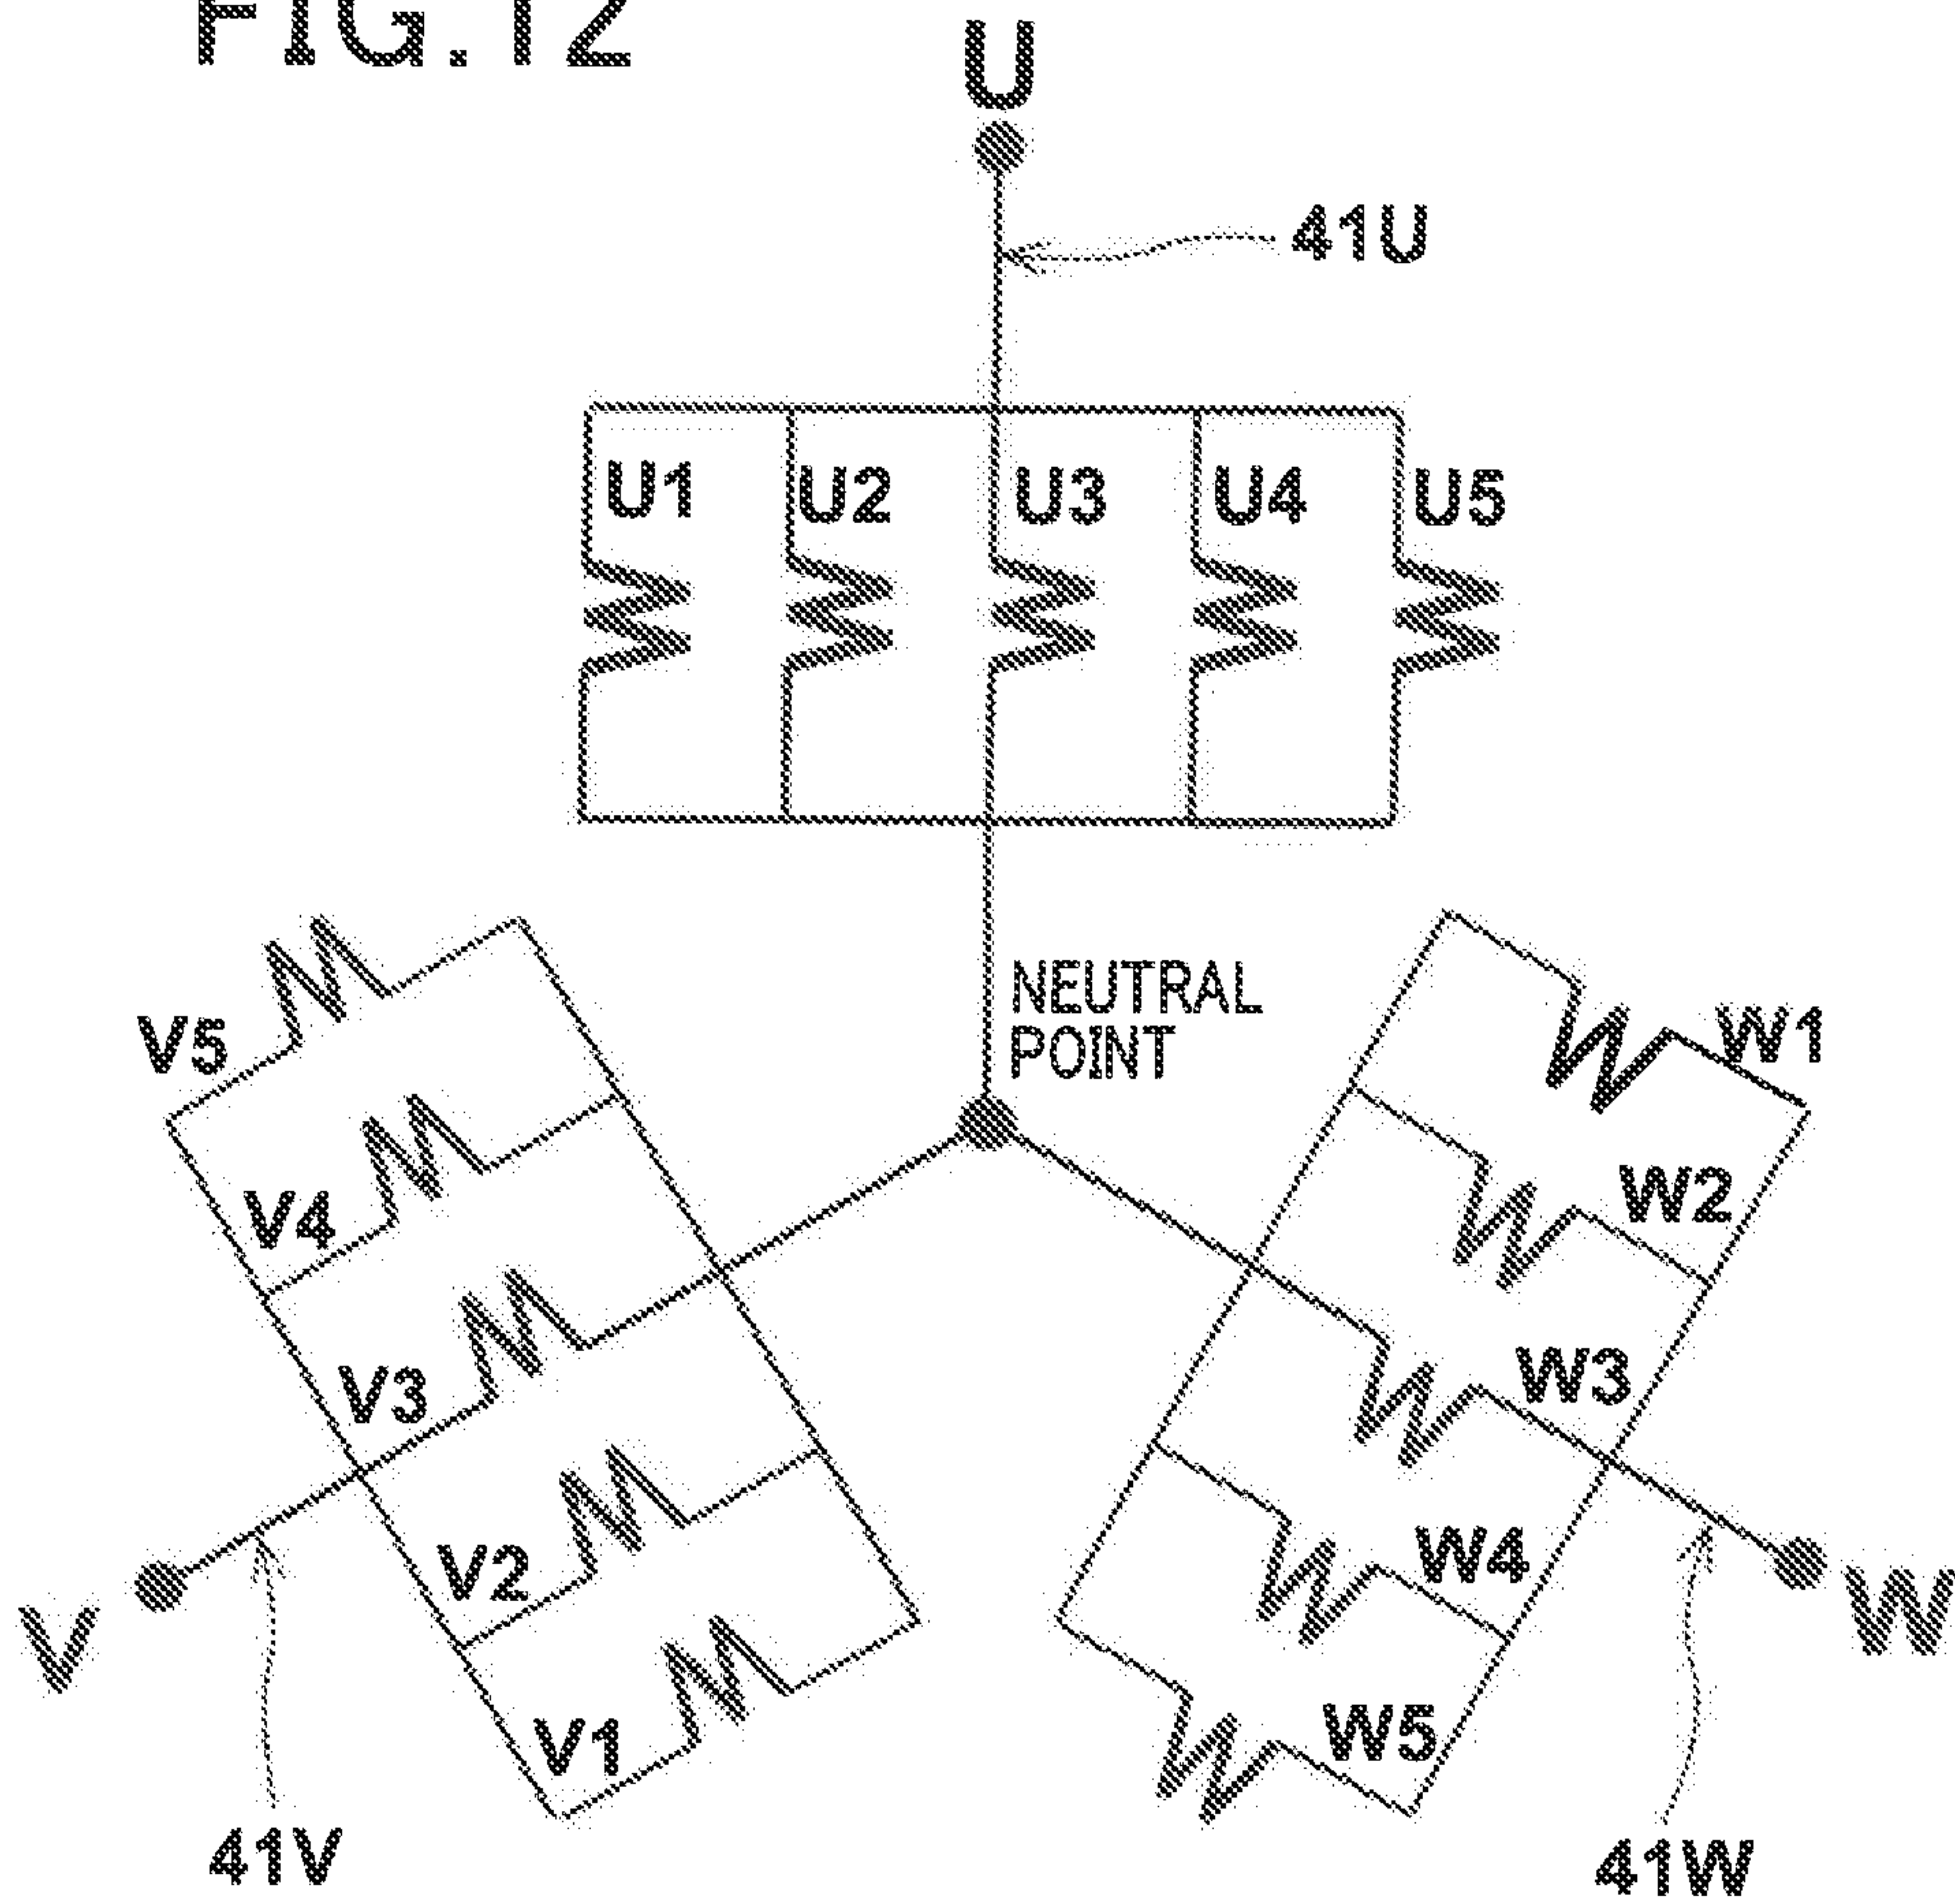 FIG.12
U
41U
U1 U2 U3 U4 U5
NEUTRAL
POINT
V5
V4
V3
V2
V1
V
41V
W1
W2
W3
W4
W5
W
41W